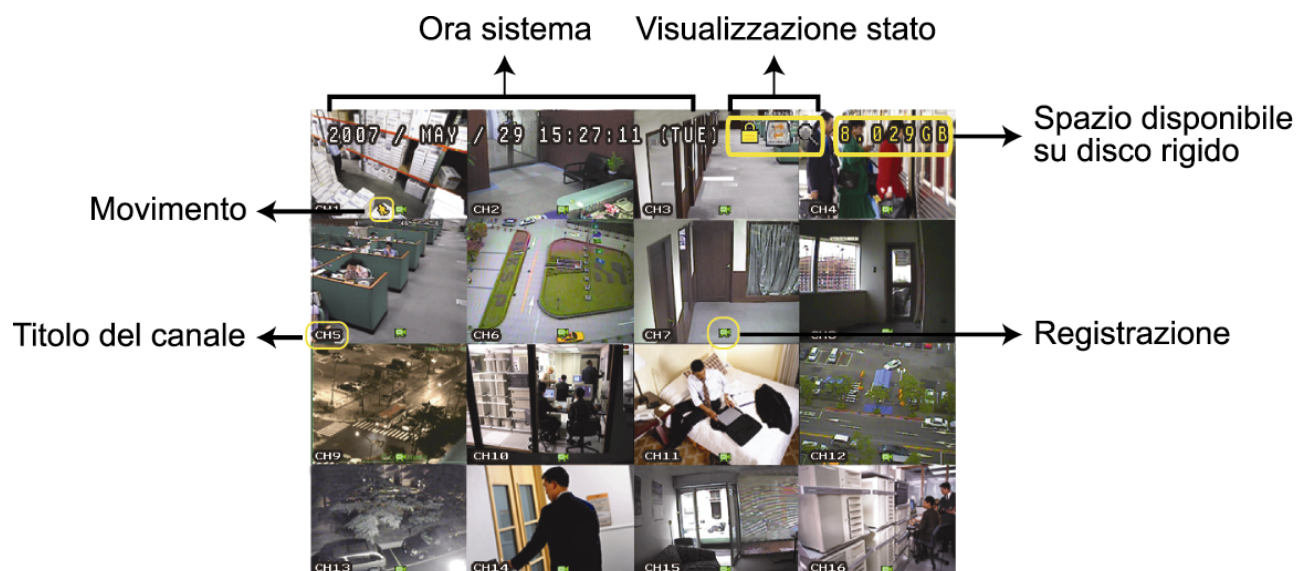 Ora sistema
Visualizzazione stato
2007 / MAY / 29 15:27:11 (TUE)
8.029GB
Spazio disponibile
su disco rigido
Movimento
CH1
CH2
CH3
CH4
Titolo del canale
CH5
CH6
CH7
CH8
Registrazione
CH9
CH10
CH11
CH12
CH13
CH14
CH15
CH16